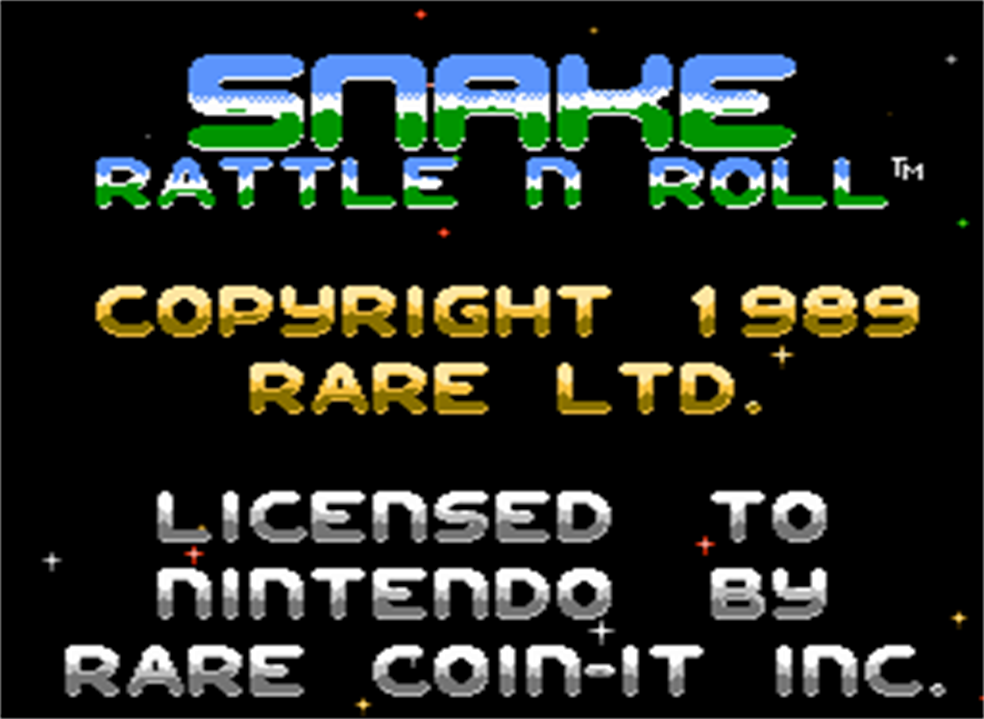 SNAKE
RATTLE N ROLL™
COPYRIGHT 1989
RARE LTD.
LICENSED TO
NINTENDO BY
RARE COIN-IT INC.